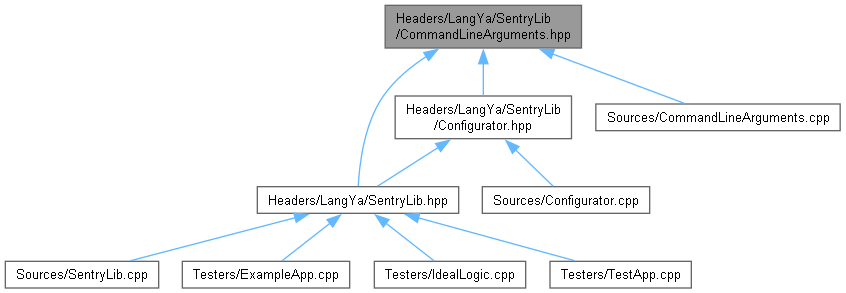 Headers/LangYa/SentryLib
/CommandLineArguments.hpp
Headers/LangYa/SentryLib
/Configurator.hpp
Sources/CommandLineArguments.cpp
Headers/LangYa/SentryLib.hpp
Sources/Configurator.cpp
Sources/SentryLib.cpp
Testers/ExampleApp.cpp
Testers/IdealLogic.cpp
Testers/TestApp.cpp